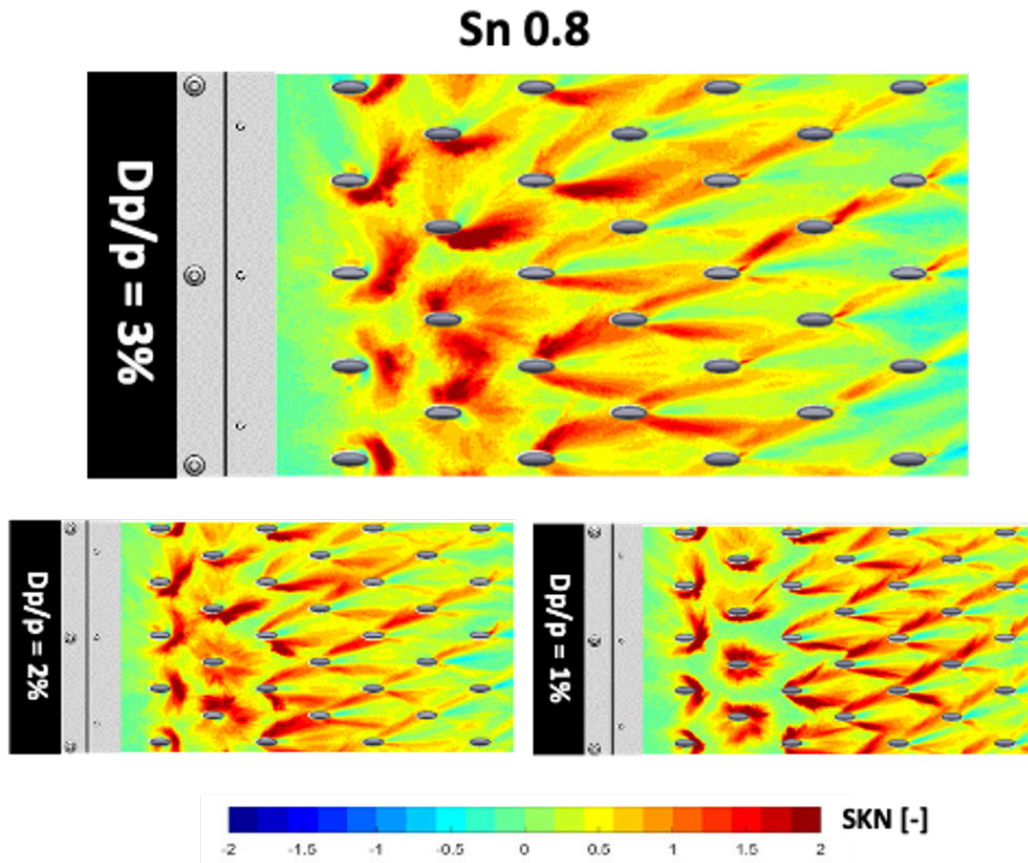 Sn 0.8
Dp/p = 3%
Dp/p = 2%
Dp/p = 1%
SKN [-]
-2 -1.5 -1 -0.5 0 0.5 1 1.5 2